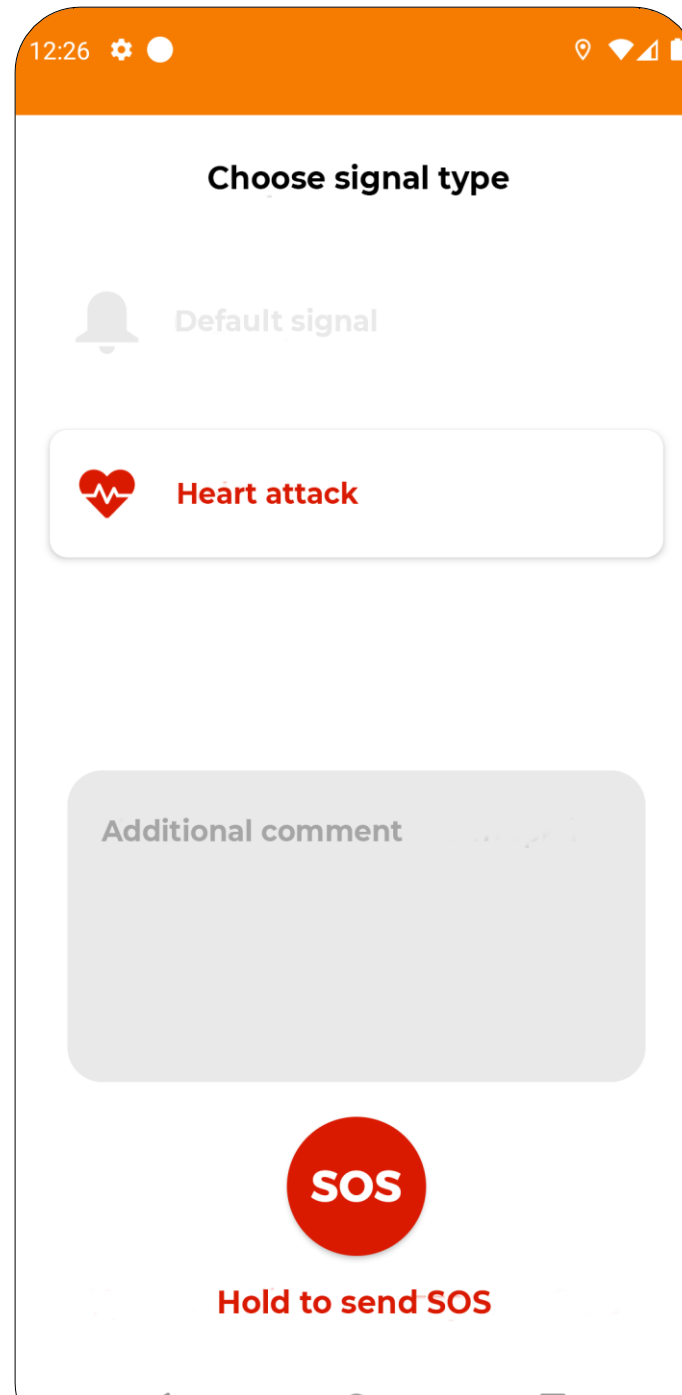 12:26
Choose signal type
Default signal
Heart attack
Additional comment
SOS
Hold to send SOS